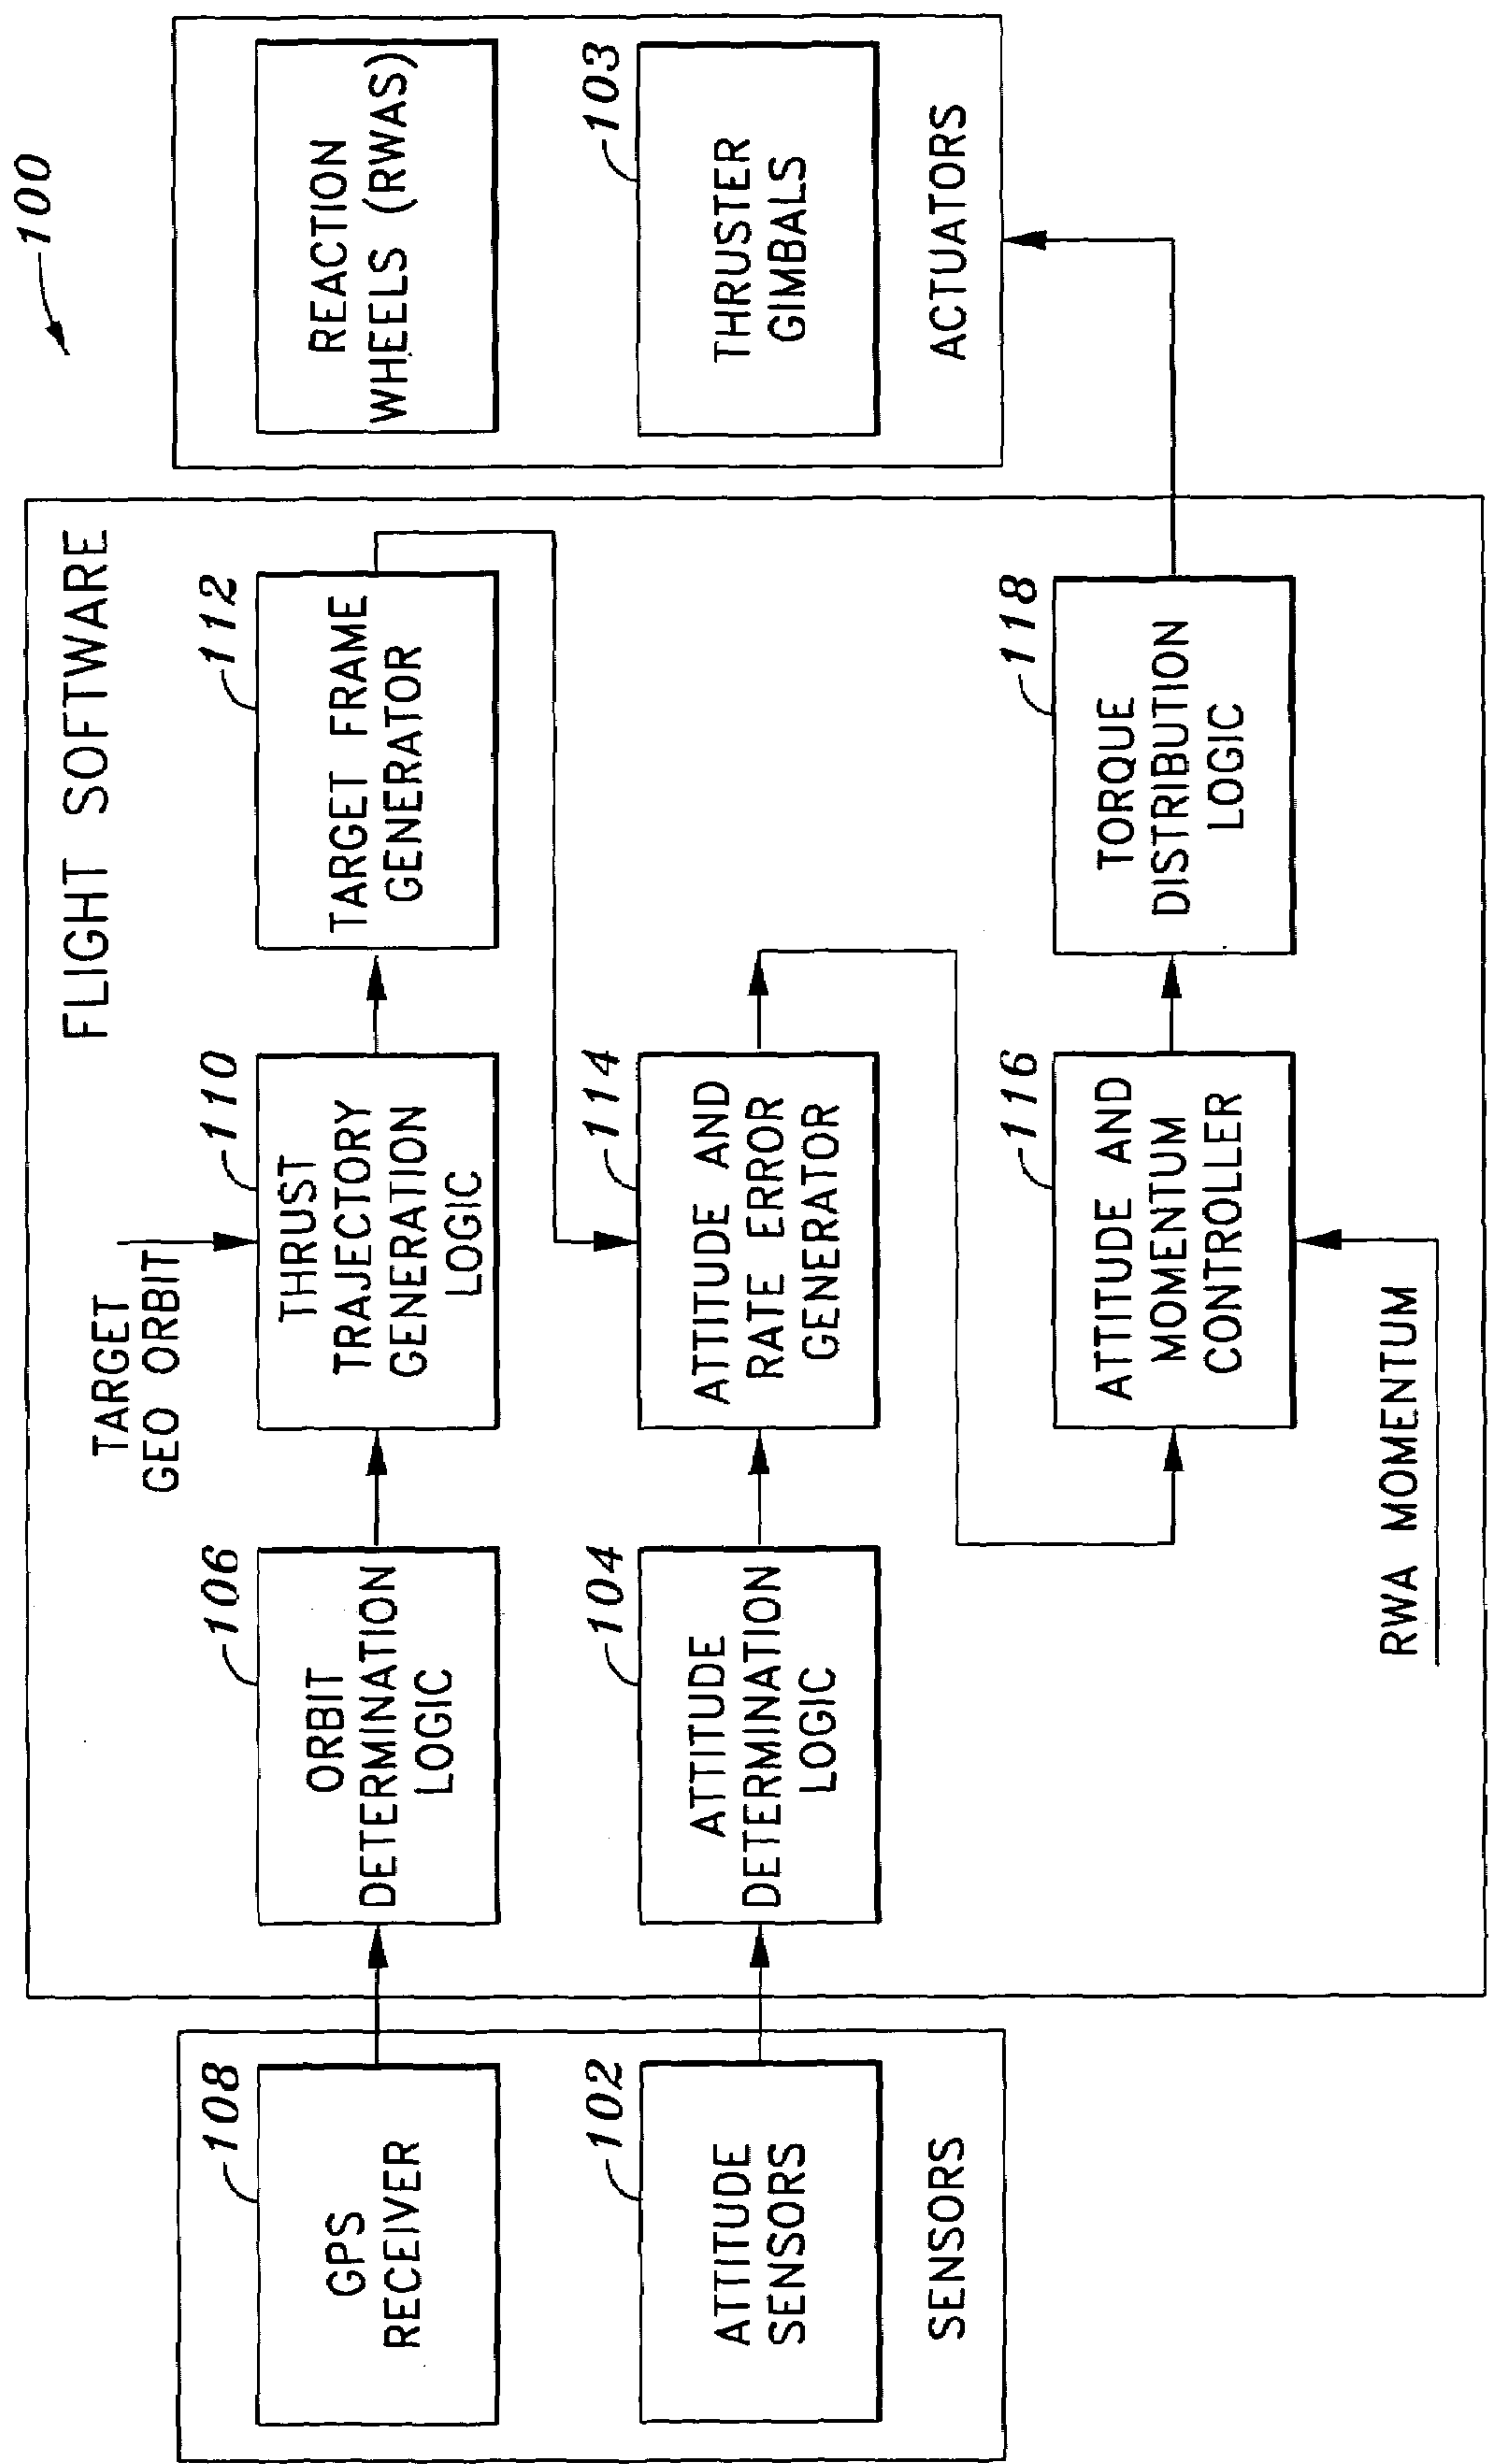 100
FLIGHT SOFTWARE
TARGET
GEO ORBIT
108
GPS
RECEIVER
106
ORBIT
DETERMINATION
LOGIC
110
THRUST
TRAJECTORY
GENERATION
LOGIC
112
TARGET FRAME
GENERATOR
REACTION
WHEELS (RWAS)
102
ATTITUDE
SENSORS
104
ATTITUDE
DETERMINATION
LOGIC
114
ATTITUDE AND
RATE ERROR
GENERATOR
103
THRUSTER
GIMBALS
SENSORS
ACTUATORS
116
ATTITUDE AND
MOMENTUM
CONTROLLER
118
TORQUE
DISTRIBUTION
LOGIC
RWA MOMENTUM